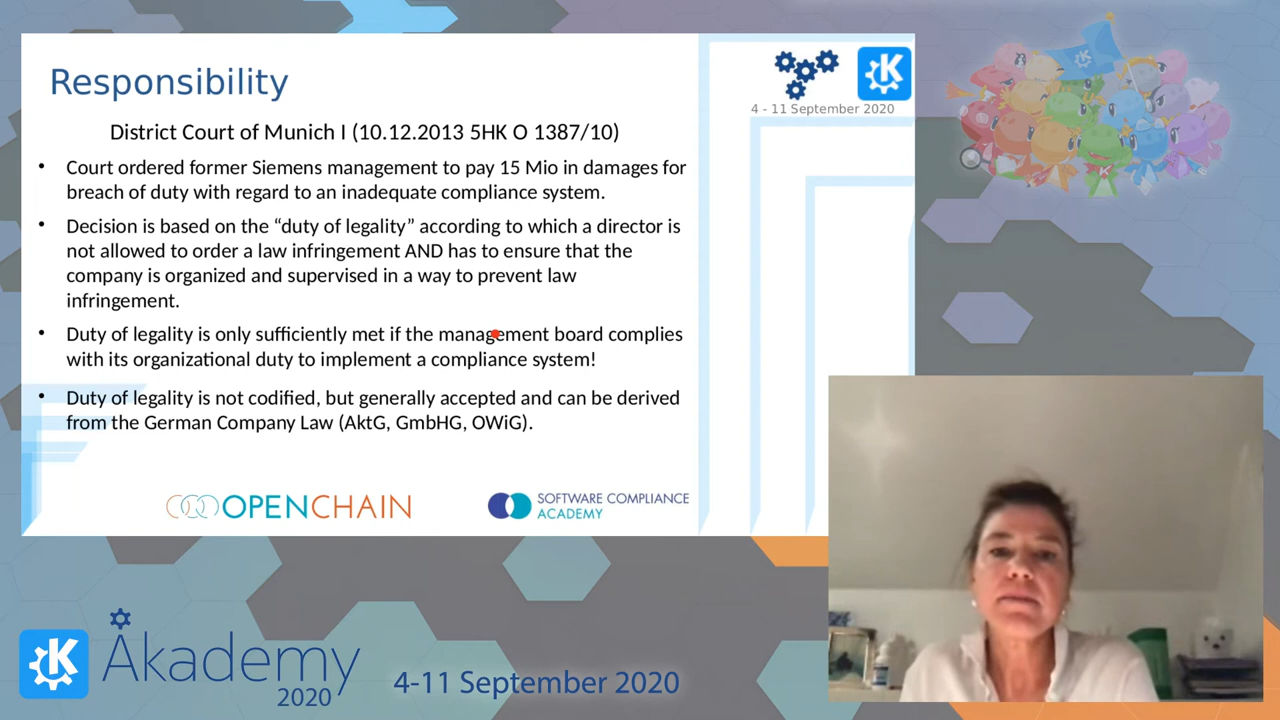 Responsibility
4 - 11 September 2020
District Court of Munich I (10.12.2013 5HK O 1387/10)
• Court ordered former Siemens management to pay 15 Mio in damages for
breach of duty with regard to an inadequate compliance system.
• Decision is based on the “duty of legality” according to which a director is
not allowed to order a law infringement AND has to ensure that the
company is organized and supervised in a way to prevent law
infringement.
• Duty of legality is only sufficiently met if the management board complies
with its organizational duty to implement a compliance system!
• Duty of legality is not codified, but generally accepted and can be derived
from the German Company Law (AktG, GmbHG, OWiG).
OPENCHAIN
SOFTWARE COMPLIANCE
ACADEMY
Akademy
2020
4-11 September 2020